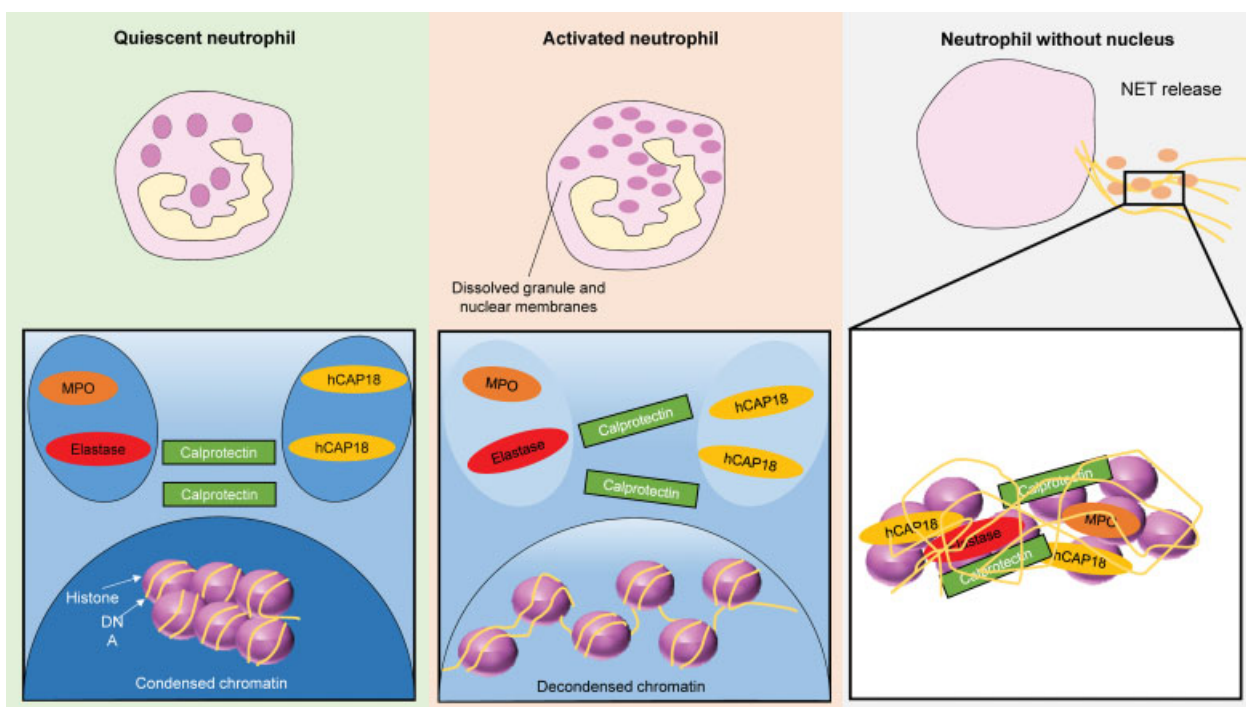 Quiescent neutrophil
Activated neutrophil
Neutrophil without nucleus
NET release
Dissolved granule and
nuclear membranes
MPO
Elastase
Calprotectin
Calprotectin
hCAP18
hCAP18
Histone
DN
A
Condensed chromatin
MPO
Elastase
Calprotectin
Calprotectin
hCAP18
hCAP18
Decondensed chromatin
Calprotectin
hCAP18
Elastase
MPO
Calprotectin
hCAP18